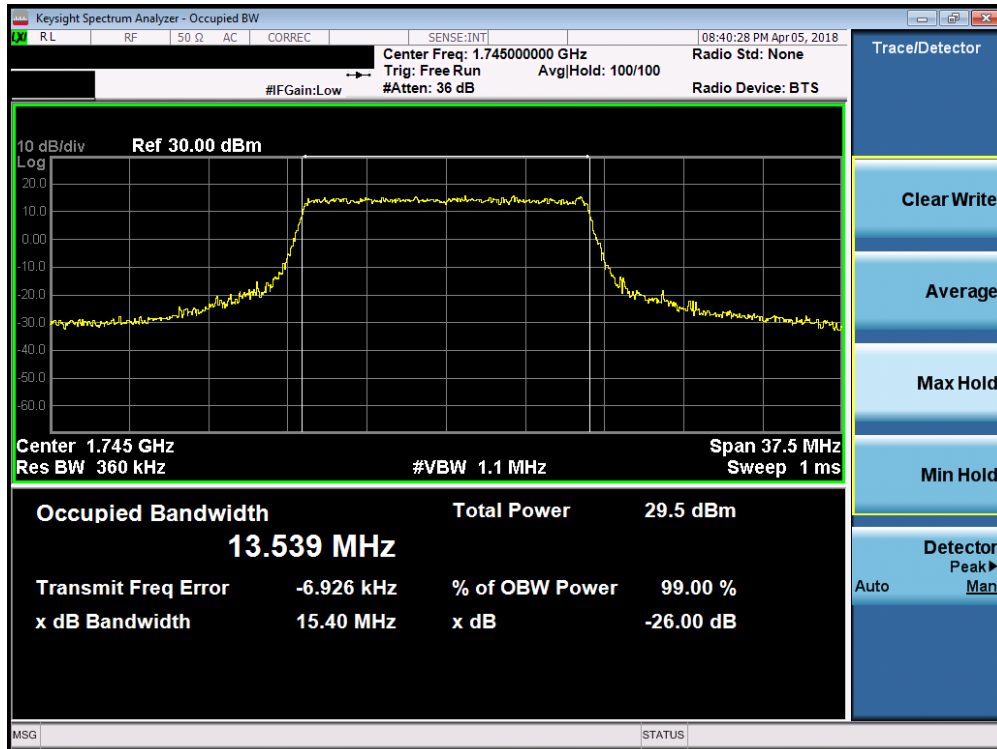 Keysight Spectrum Analyzer - Occupied BW
LXI RL RF 50 Ω AC CORREC SENSE:INT 08:40:28 PM Apr 05, 2018
Center Freq: 1.745000000 GHz Radio Std: None
Trig: Free Run Avg|Hold: 100/100
#IFGain:Low #Atten: 36 dB Radio Device: BTS
10 dB/div Ref 30.00 dBm
Log
20.0
10.0
0.00
-10.0
-20.0
-30.0
-40.0
-50.0
-60.0
Center 1.745 GHz Span 37.5 MHz
Res BW 360 kHz #VBW 1.1 MHz Sweep 1 ms
Occupied Bandwidth Total Power 29.5 dBm
13.539 MHz
Transmit Freq Error -6.926 kHz % of OBW Power 99.00 %
x dB Bandwidth 15.40 MHz x dB -26.00 dB
MSG STATUS
Trace/Detector
Clear Write
Average
Max Hold
Min Hold
Detector
Peak▶
Auto Man